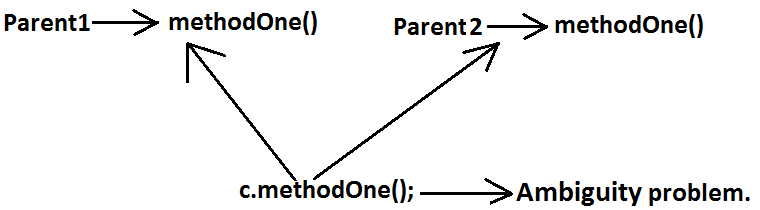 Parent1 methodOne() Parent2 methodOne()
c.methodOne(); Ambiguity problem.